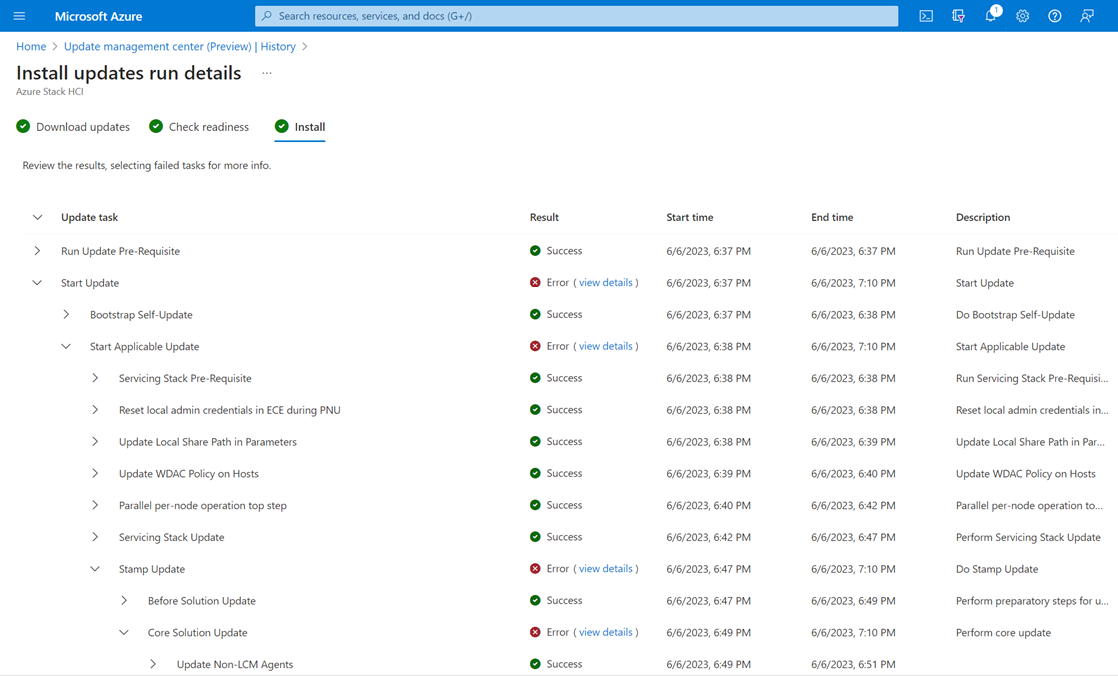 Microsoft Azure
Search resources, services, and docs (G+/)
1
Home > Update management center (Preview) | History >
Install updates run details ...
Azure Stack HCI
Download updates Check readiness Install
Review the results, selecting failed tasks for more info.
Update task Result Start time End time Description
Run Update Pre-Requisite Success 6/6/2023, 6:37 PM 6/6/2023, 6:37 PM Run Update Pre-Requisite
Start Update Error ( view details ) 6/6/2023, 6:37 PM 6/6/2023, 7:10 PM Start Update
Bootstrap Self-Update Success 6/6/2023, 6:37 PM 6/6/2023, 6:38 PM Do Bootstrap Self-Update
Start Applicable Update Error ( view details ) 6/6/2023, 6:38 PM 6/6/2023, 7:10 PM Start Applicable Update
Servicing Stack Pre-Requisite Success 6/6/2023, 6:38 PM 6/6/2023, 6:38 PM Run Servicing Stack Pre-Requisi...
Reset local admin credentials in ECE during PNU Success 6/6/2023, 6:38 PM 6/6/2023, 6:38 PM Reset local admin credentials in...
Update Local Share Path in Parameters Success 6/6/2023, 6:38 PM 6/6/2023, 6:39 PM Update Local Share Path in Par...
Update WDAC Policy on Hosts Success 6/6/2023, 6:39 PM 6/6/2023, 6:40 PM Update WDAC Policy on Hosts
Parallel per-node operation top step Success 6/6/2023, 6:40 PM 6/6/2023, 6:42 PM Parallel per-node operation to...
Servicing Stack Update Success 6/6/2023, 6:42 PM 6/6/2023, 6:47 PM Perform Servicing Stack Update
Stamp Update Error ( view details ) 6/6/2023, 6:47 PM 6/6/2023, 7:10 PM Do Stamp Update
Before Solution Update Success 6/6/2023, 6:47 PM 6/6/2023, 6:49 PM Perform preparatory steps for u...
Core Solution Update Error ( view details ) 6/6/2023, 6:49 PM 6/6/2023, 7:10 PM Perform core update
Update Non-LCM Agents Success 6/6/2023, 6:49 PM 6/6/2023, 6:51 PM